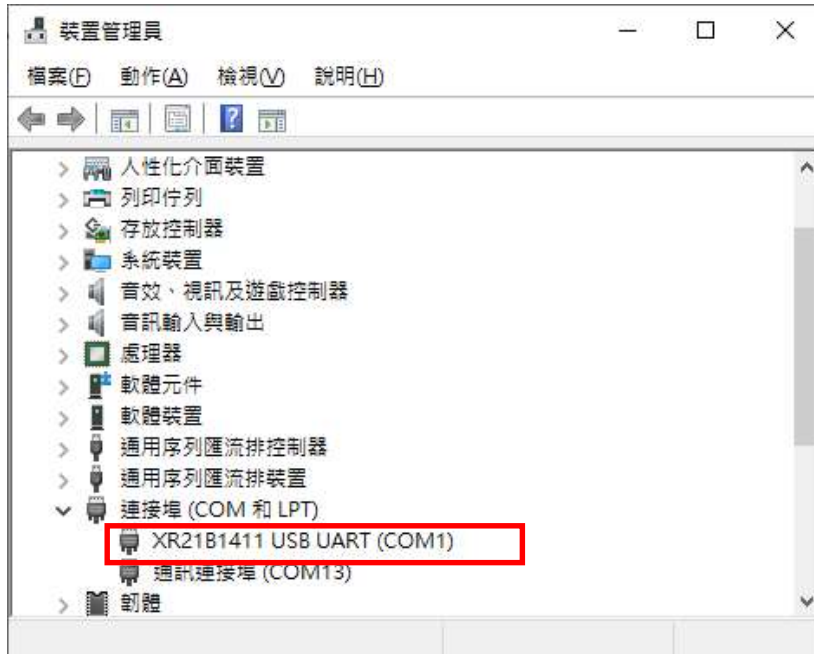 裝置管理員
檔案(F) 動作(A) 檢視(V) 說明(H)
人性化介面裝置
列印佇列
存放控制器
系統裝置
音效、視訊及遊戲控制器
音訊輸入與輸出
處理器
軟體元件
軟體裝置
通用序列匯流排控制器
通用序列匯流排裝置
連接埠 (COM 和 LPT)
XR21B1411 USB UART (COM1)
通訊連接埠 (COM13)
韌體